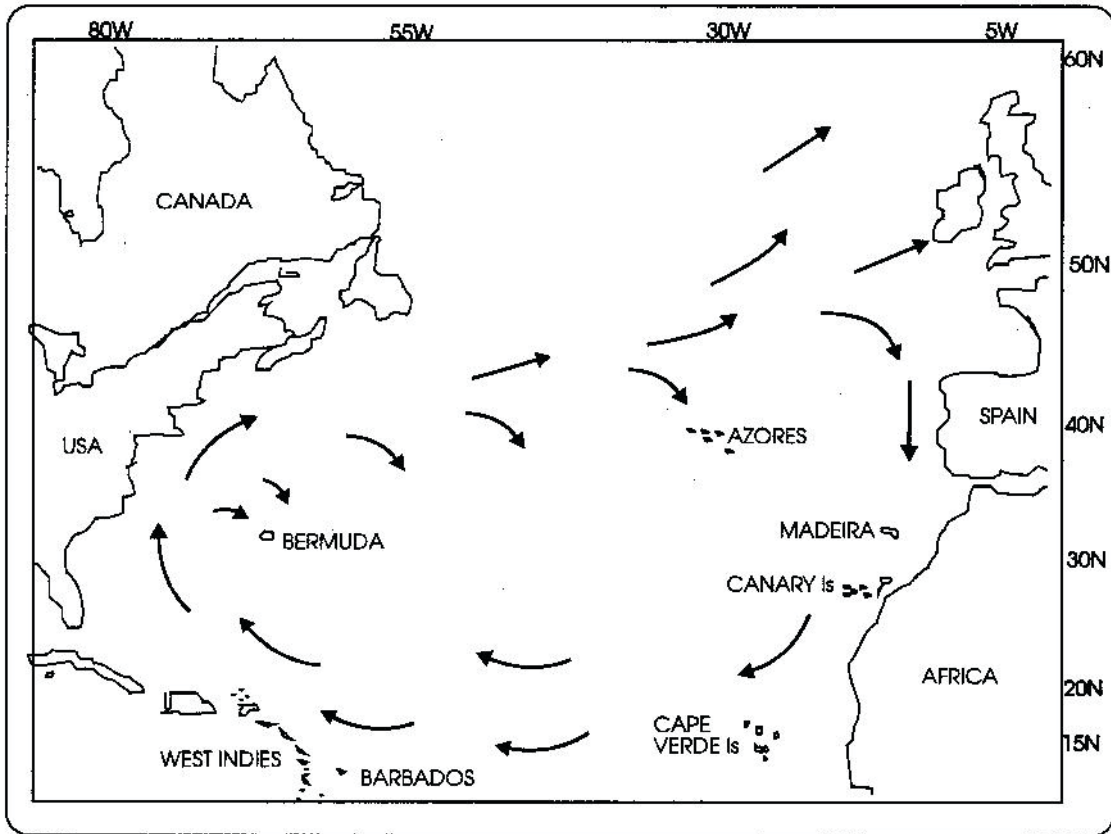 80W 55W 30W 5W
60N
CANADA
50N
USA
SPAIN
40N
AZORES
BERMUDA
MADEIRA
30N
CANARY Is
AFRICA
20N
CAPE
VERDE Is
15N
WEST INDIES
BARBADOS